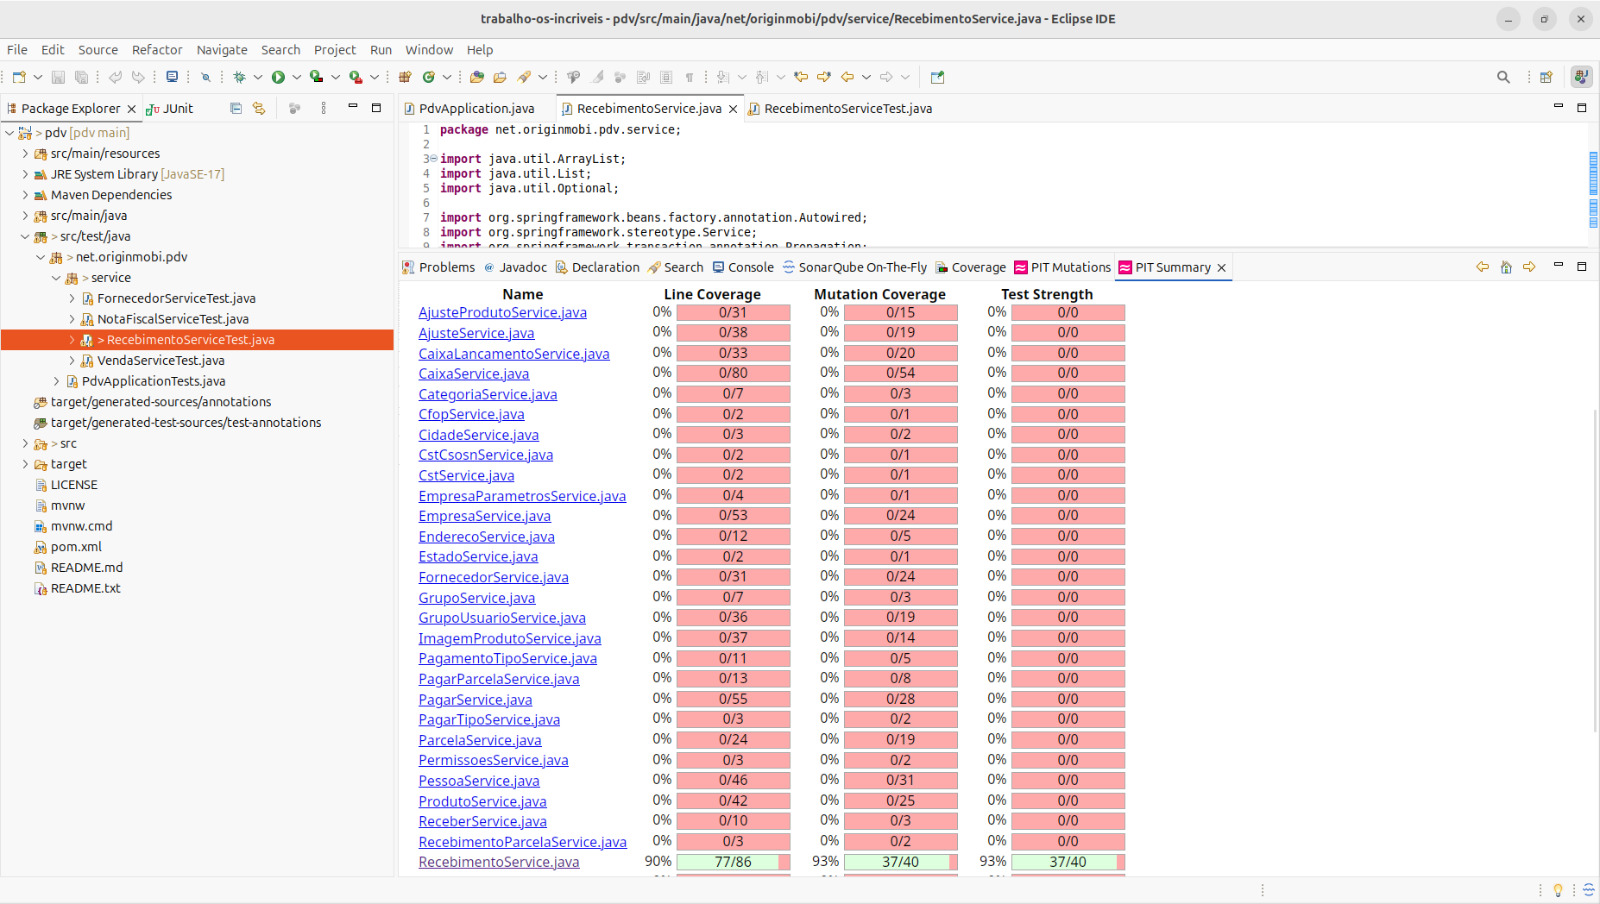 trabalho-os-incriveis - pdv/src/main/java/net/originmobi/pdv/service/RecebimentoService.java - Eclipse IDE
File Edit Source Refactor Navigate Search Project Run Window Help
Package Explorer JUnit
> pdv [pdv main]
src/main/resources
JRE System Library [JavaSE-17]
Maven Dependencies
src/main/java
> src/test/java
> net.originmobi.pdv
> service
FornecedorServiceTest.java
NotaFiscalServiceTest.java
> RecebimentoServiceTest.java
VendaServiceTest.java
PdvApplicationTests.java
target/generated-sources/annotations
target/generated-test-sources/test-annotations
> src
target
LICENSE
mvnw
mvnw.cmd
pom.xml
README.md
README.txt
PdvApplication.java RecebimentoService.java RecebimentoServiceTest.java
1 package net.originmobi.pdv.service;
2
3 import java.util.ArrayList;
4 import java.util.List;
5 import java.util.Optional;
6
7 import org.springframework.beans.factory.annotation.Autowired;
8 import org.springframework.stereotype.Service;
9 import org.springframework.transaction.annotation.Propagation;
Problems Javadoc Declaration Search Console SonarQube On-The-Fly Coverage PIT Mutations PIT Summary
Name Line Coverage Mutation Coverage Test Strength
AjusteProdutoService.java 0% 0/31 0% 0/15 0% 0/0
AjusteService.java 0% 0/38 0% 0/19 0% 0/0
CaixaLancamentoService.java 0% 0/33 0% 0/20 0% 0/0
CaixaService.java 0% 0/80 0% 0/54 0% 0/0
CategoriaService.java 0% 0/7 0% 0/3 0% 0/0
CfopService.java 0% 0/2 0% 0/1 0% 0/0
CidadeService.java 0% 0/3 0% 0/2 0% 0/0
CstCsosnService.java 0% 0/2 0% 0/1 0% 0/0
CstService.java 0% 0/2 0% 0/1 0% 0/0
EmpresaParametrosService.java 0% 0/4 0% 0/1 0% 0/0
EmpresaService.java 0% 0/53 0% 0/24 0% 0/0
EnderecoService.java 0% 0/12 0% 0/5 0% 0/0
EstadoService.java 0% 0/2 0% 0/1 0% 0/0
FornecedorService.java 0% 0/31 0% 0/24 0% 0/0
GrupoService.java 0% 0/7 0% 0/3 0% 0/0
GrupoUsuarioService.java 0% 0/36 0% 0/19 0% 0/0
ImagemProdutoService.java 0% 0/37 0% 0/14 0% 0/0
PagamentoTipoService.java 0% 0/11 0% 0/5 0% 0/0
PagarParcelaService.java 0% 0/13 0% 0/8 0% 0/0
PagarService.java 0% 0/55 0% 0/28 0% 0/0
PagarTipoService.java 0% 0/3 0% 0/2 0% 0/0
ParcelaService.java 0% 0/24 0% 0/19 0% 0/0
PermissoesService.java 0% 0/3 0% 0/2 0% 0/0
PessoaService.java 0% 0/46 0% 0/31 0% 0/0
ProdutoService.java 0% 0/42 0% 0/25 0% 0/0
ReceberService.java 0% 0/10 0% 0/3 0% 0/0
RecebimentoParcelaService.java 0% 0/3 0% 0/2 0% 0/0
RecebimentoService.java 90% 77/86 93% 37/40 93% 37/40